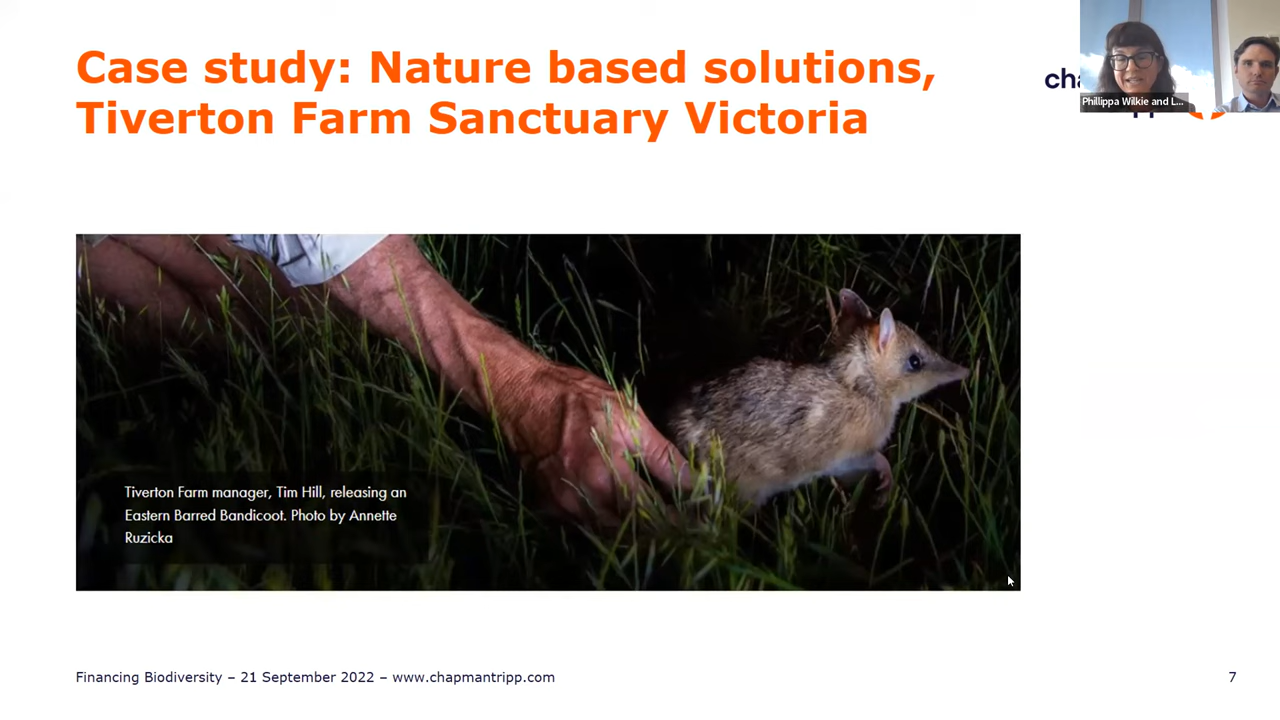 Case study: Nature based solutions,
Tiverton Farm Sanctuary Victoria
Phillippa Wilkie and L...
Tiverton Farm manager, Tim Hill, releasing an
Eastern Barred Bandicoot. Photo by Annette
Ruzicka
Financing Biodiversity – 21 September 2022 – www.chapmantripp.com
7